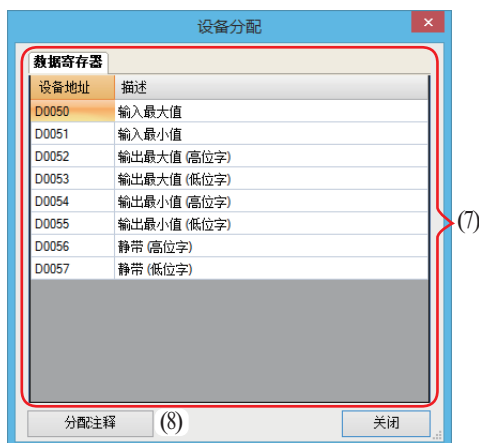 设备分配
数据寄存器
设备地址 描述
D0050 输入最大值
D0051 输入最小值
D0052 输出最大值 (高位字)
D0053 输出最大值 (低位字)
D0054 输出最小值 (高位字)
D0055 输出最小值 (低位字)
D0056 静带 (高位字)
D0057 静带 (低位字)
(7)
分配注释 (8) 关闭